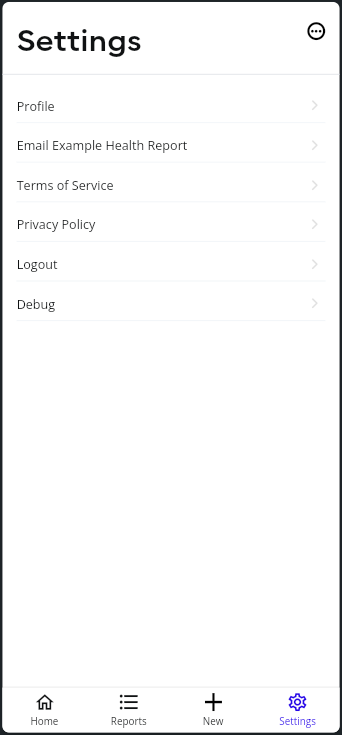 Settings
Profile
Email Example Health Report
Terms of Service
Privacy Policy
Logout
Debug
Home
Reports
New
Settings